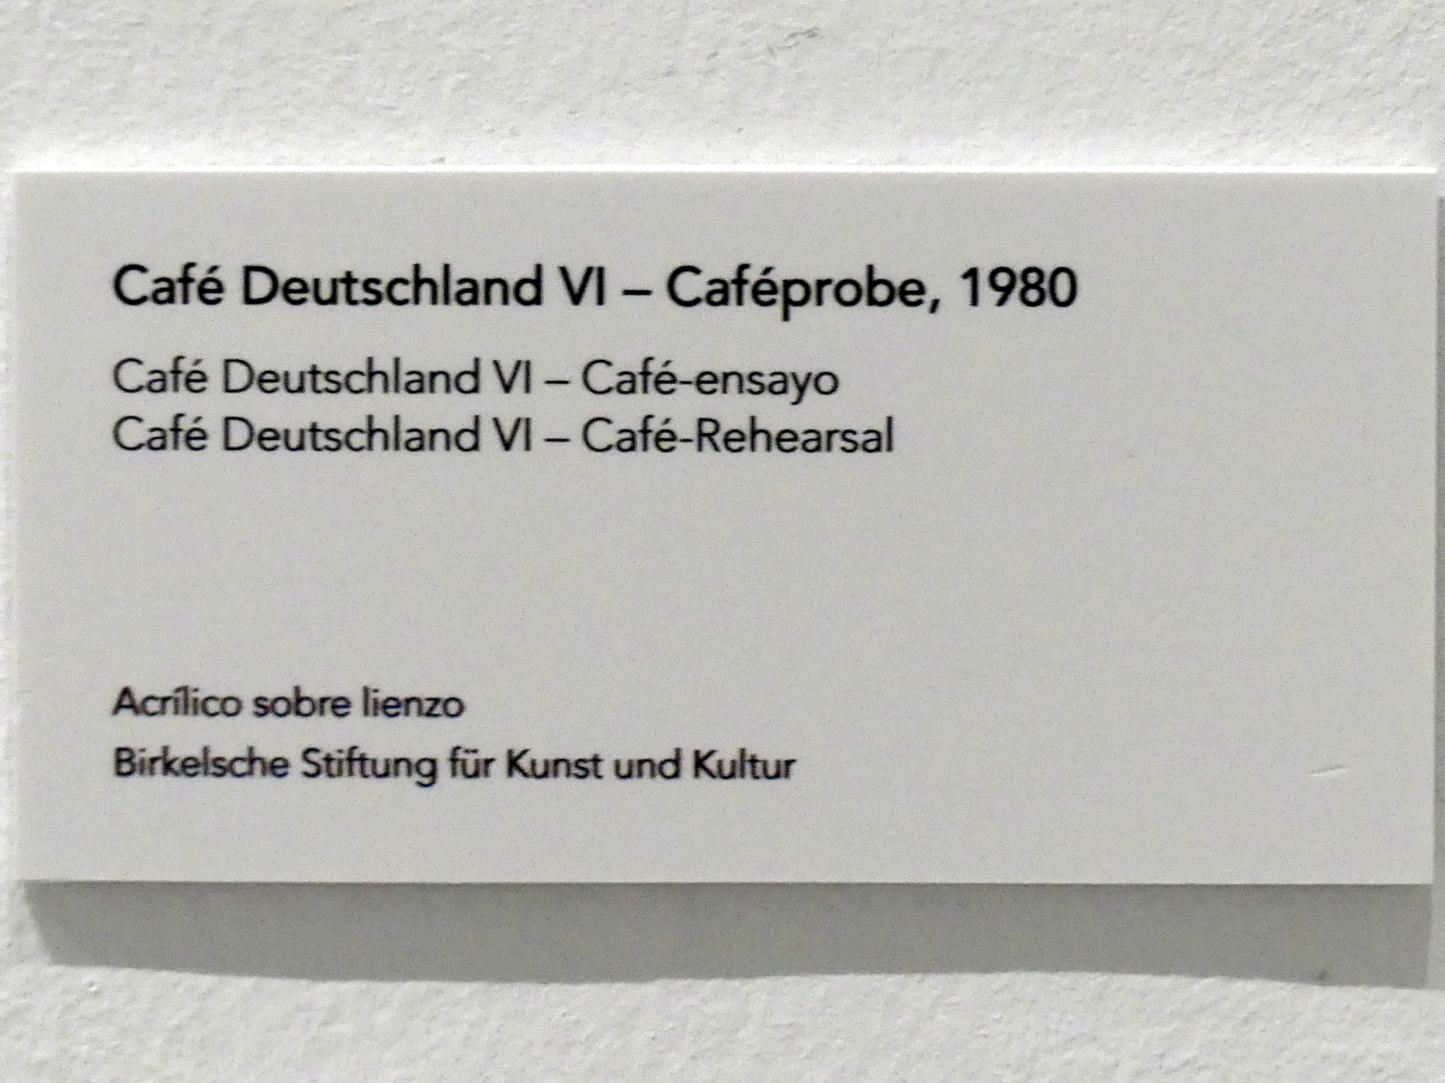 Café Deutschland VI – Caféprobe, 1980
Café Deutschland VI – Café-ensayo
Café Deutschland VI – Café-Rehearsal
Acrílico sobre lienzo
Birkelsche Stiftung für Kunst und Kultur